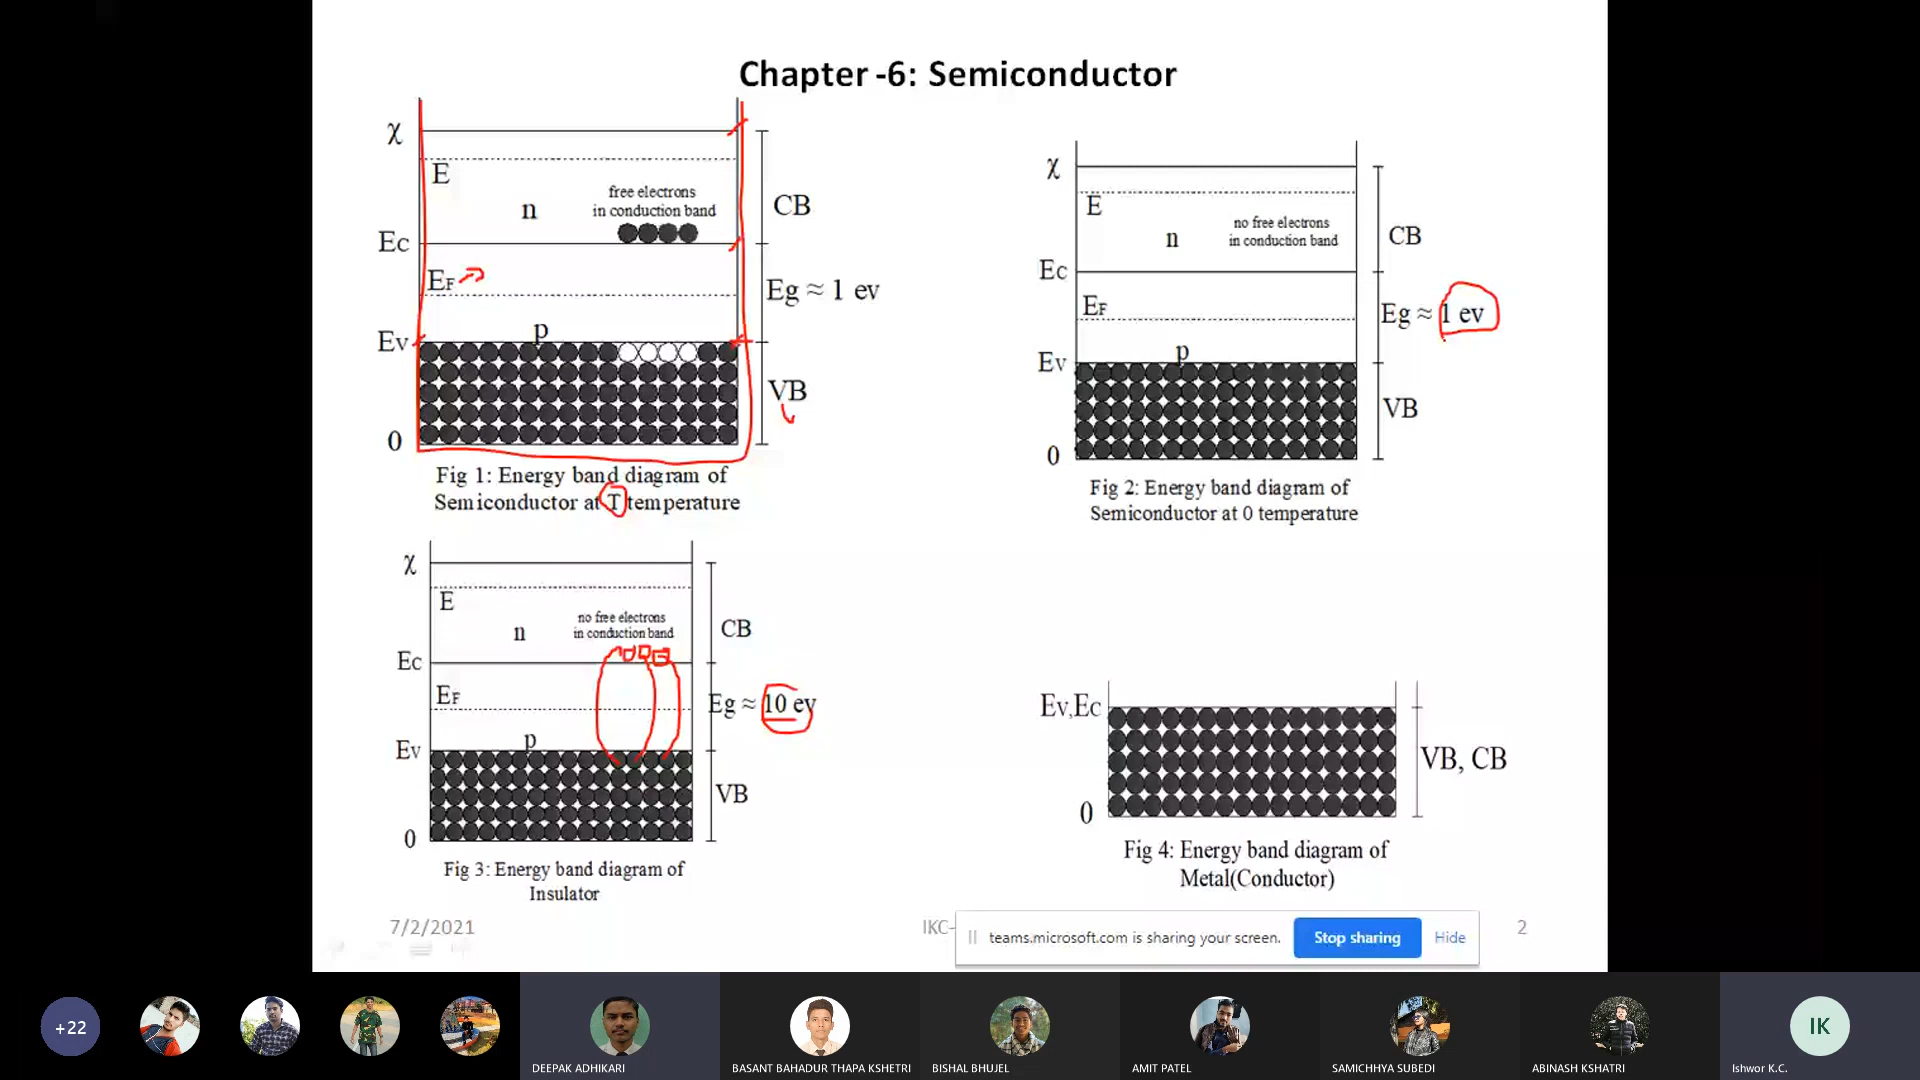 Chapter -6: Semiconductor
χ
E
n
free electrons
in conduction band
CB
Ec
EF
Eg ≈ 1 ev
p
Ev
VB
0
Fig 1: Energy band diagram of
Semiconductor at T temperature
χ
E
n
no free electrons
in conduction band
CB
Ec
EF
Eg ≈ 1 ev
p
Ev
VB
0
Fig 2: Energy band diagram of
Semiconductor at 0 temperature
χ
E
n
no free electrons
in conduction band
CB
Ec
EF
Eg ≈ 10 ev
p
Ev
VB
0
Fig 3: Energy band diagram of
Insulator
Ev,Ec
VB, CB
0
Fig 4: Energy band diagram of
Metal(Conductor)
7/2/2021
IKC-
2
teams.microsoft.com is sharing your screen.
Stop sharing
Hide
+22
DEEPAK ADHIKARI
BASANT BAHADUR THAPA KSHETRI
BISHAL BHUJEL
AMIT PATEL
SAMICHHYA SUBEDI
ABINASH KSHATRI
IK
Ishwor K.C.